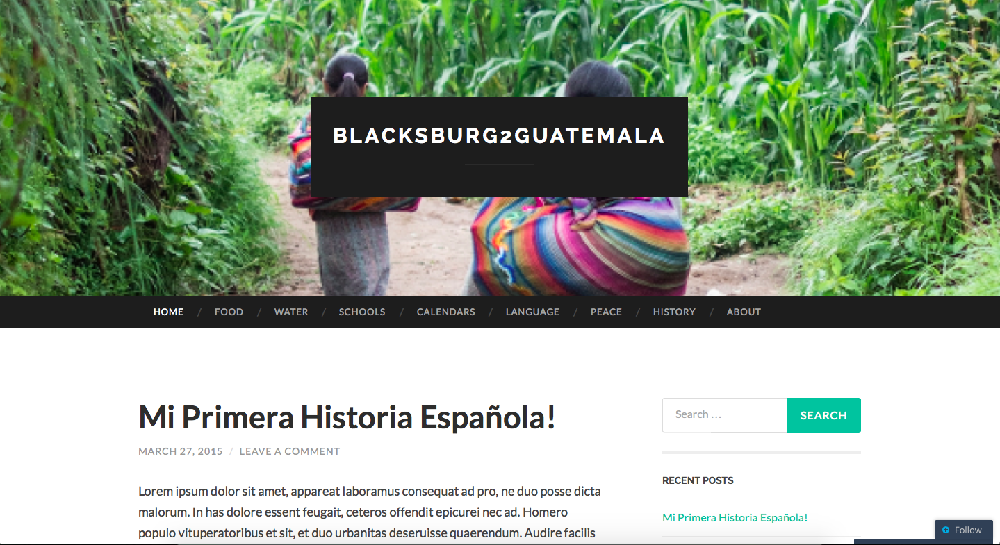 BLACKSBURG2GUATEMALA
HOME / FOOD / WATER / SCHOOLS / CALENDARS / LANGUAGE / PEACE / HISTORY / ABOUT
Mi Primera Historia Española!
MARCH 27, 2015 / LEAVE A COMMENT
Lorem ipsum dolor sit amet, appareat laboramus consequat ad pro, ne duo posse dicta
malorum. In has dolore essent feugait, ceteros offendit epicurei nec ad. Homero
populo vituperatoribus et sit, et duo urbanitas deseruisse quaerendum. Audire facilis
Search …
SEARCH
RECENT POSTS
Mi Primera Historia Española!
Follow